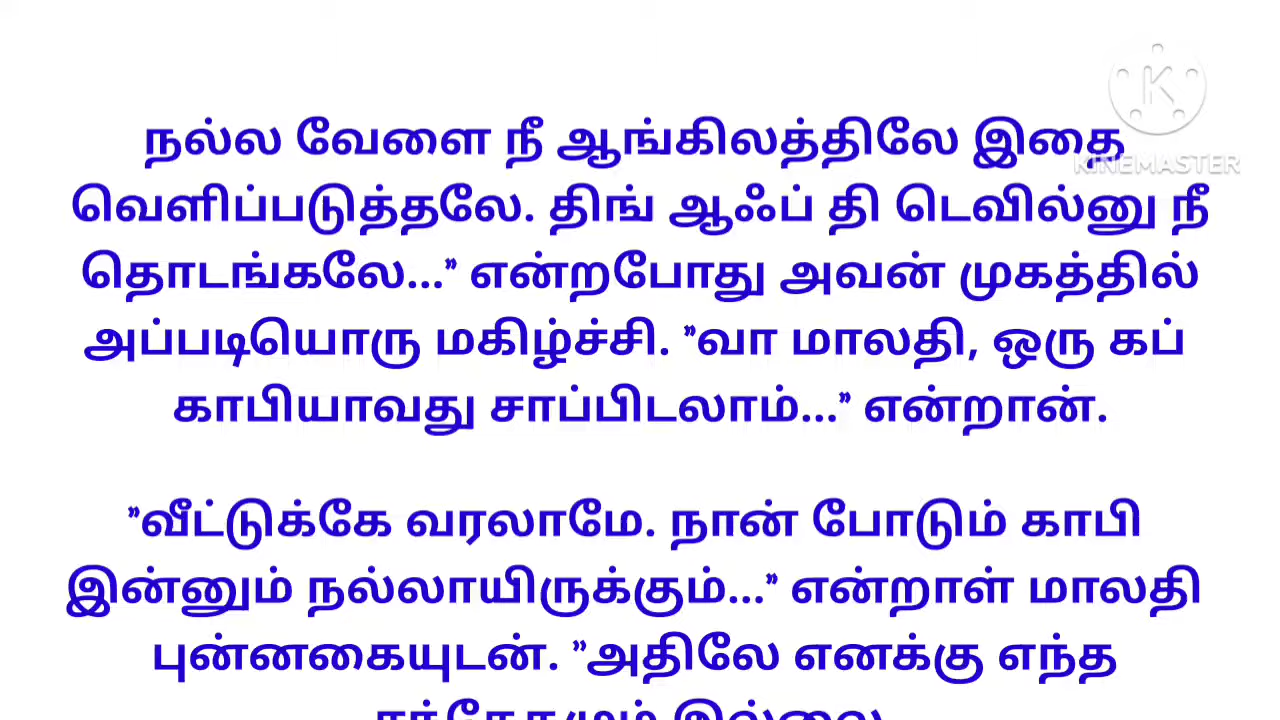 நல்ல வேளை நீ ஆங்கிலத்திலே இதை
வெளிப்படுத்தலே. திங் ஆஃப் தி டெவில்னு நீ
தொடங்கலே...” என்றபோது அவன் முகத்தில்
அப்படியொரு மகிழ்ச்சி. ”வா மாலதி, ஒரு கப்
காபியாவது சாப்பிடலாம்...” என்றான்.
”வீட்டுக்கே வரலாமே. நான் போடும் காபி
இன்னும் நல்லாயிருக்கும்...” என்றாள் மாலதி
புன்னகையுடன். ”அதிலே எனக்கு எந்த
இல்லை
K
KINEMASTER